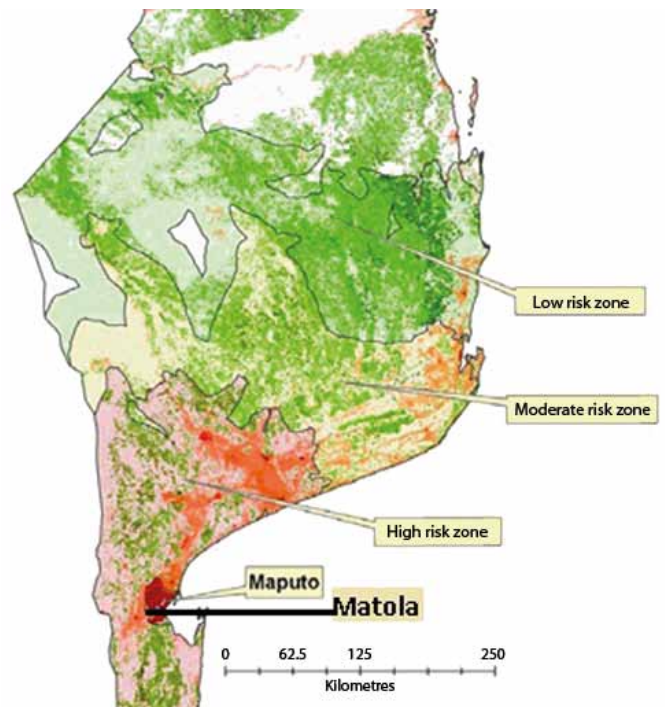 Low risk zone
Moderate risk zone
High risk zone
Maputo
Matola
0 62.5 125 250
Kilometres